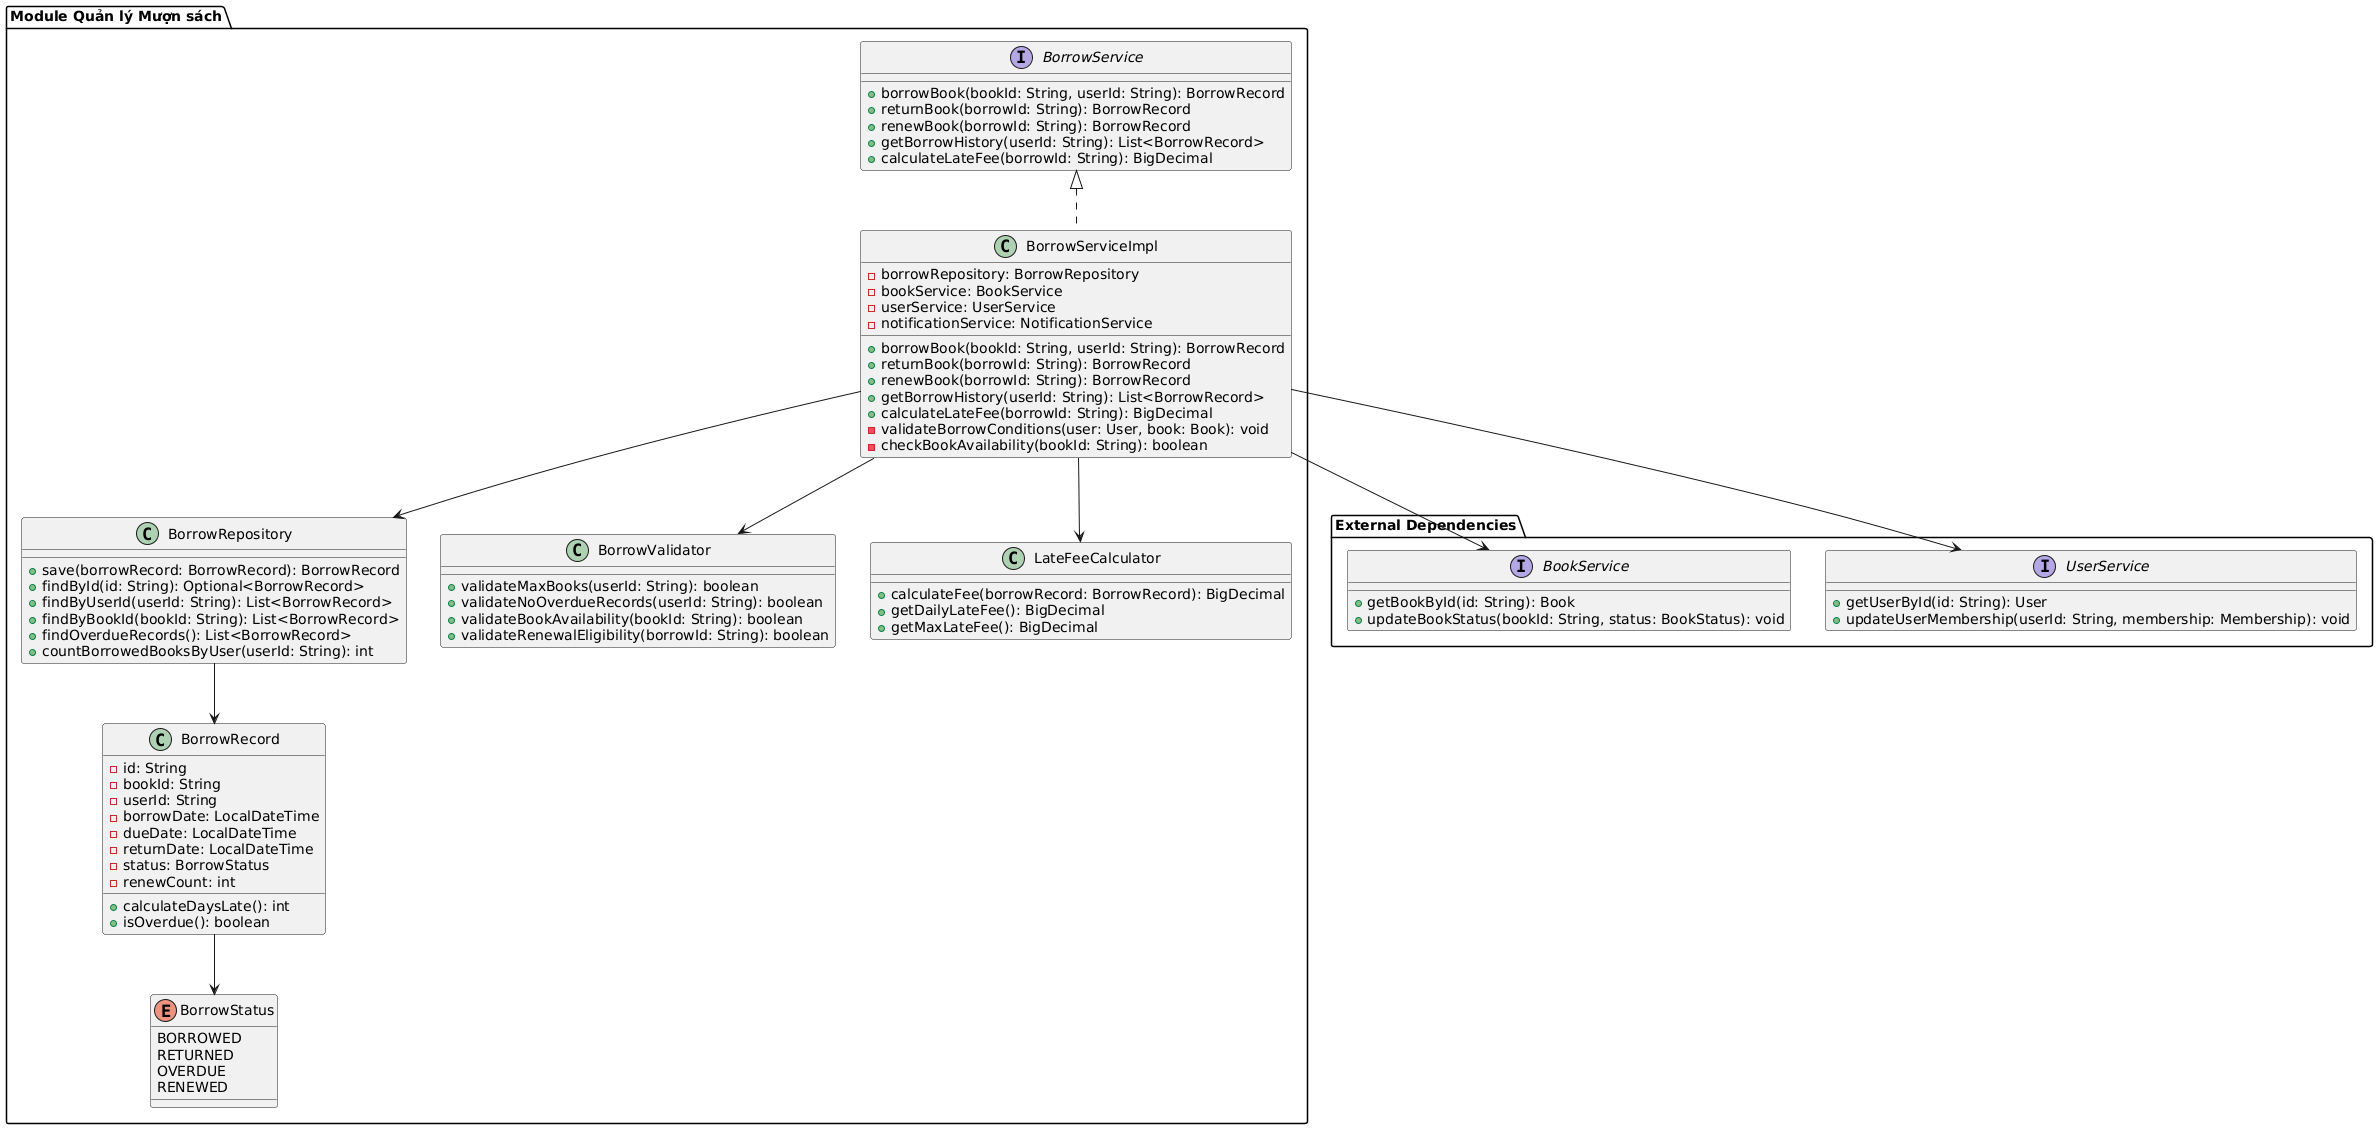 Module Quản lý Mượn sách
I BorrowService
borrowBook(bookId: String, userId: String): BorrowRecord
returnBook(borrowId: String): BorrowRecord
renewBook(borrowId: String): BorrowRecord
getBorrowHistory(userId: String): List<BorrowRecord>
calculateLateFee(borrowId: String): BigDecimal
C BorrowServiceImpl
borrowRepository: BorrowRepository
bookService: BookService
userService: UserService
notificationService: NotificationService
borrowBook(bookId: String, userId: String): BorrowRecord
returnBook(borrowId: String): BorrowRecord
renewBook(borrowId: String): BorrowRecord
getBorrowHistory(userId: String): List<BorrowRecord>
calculateLateFee(borrowId: String): BigDecimal
validateBorrowConditions(user: User, book: Book): void
checkBookAvailability(bookId: String): boolean
C BorrowRepository
save(borrowRecord: BorrowRecord): BorrowRecord
findById(id: String): Optional<BorrowRecord>
findByUserId(userId: String): List<BorrowRecord>
findByBookId(bookId: String): List<BorrowRecord>
findOverdueRecords(): List<BorrowRecord>
countBorrowedBooksByUser(userId: String): int
C BorrowValidator
validateMaxBooks(userId: String): boolean
validateNoOverdueRecords(userId: String): boolean
validateBookAvailability(bookId: String): boolean
validateRenewalEligibility(borrowId: String): boolean
C LateFeeCalculator
calculateFee(borrowRecord: BorrowRecord): BigDecimal
getDailyLateFee(): BigDecimal
getMaxLateFee(): BigDecimal
External Dependencies
I BookService
getBookById(id: String): Book
updateBookStatus(bookId: String, status: BookStatus): void
I UserService
getUserById(id: String): User
updateUserMembership(userId: String, membership: Membership): void
C BorrowRecord
id: String
bookId: String
userId: String
borrowDate: LocalDateTime
dueDate: LocalDateTime
returnDate: LocalDateTime
status: BorrowStatus
renewCount: int
calculateDaysLate(): int
isOverdue(): boolean
E BorrowStatus
BORROWED
RETURNED
OVERDUE
RENEWED